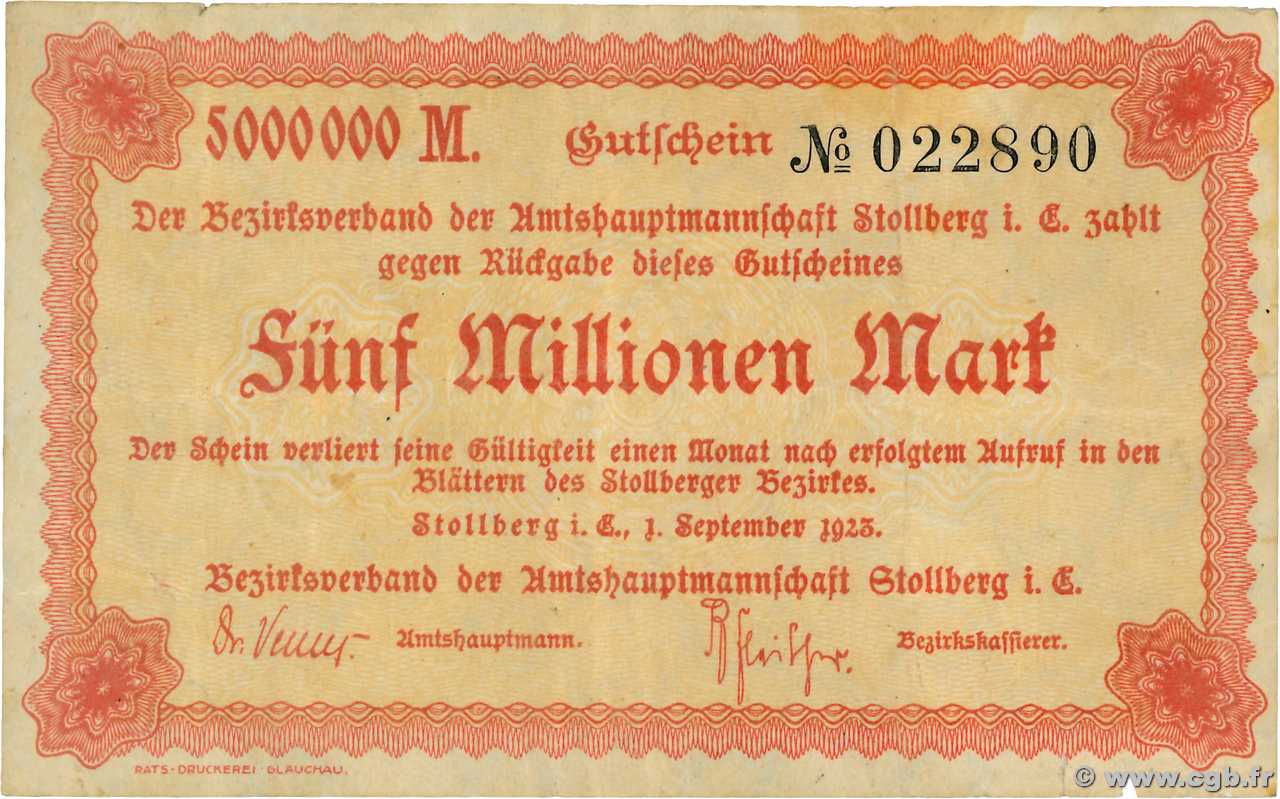 5000000 M. Gutschein № 022890
Der Bezirksverband der Amtshauptmannschaft Stollberg i. E. zahlt
gegen Rückgabe dieses Gutscheines
Fünf Millionen Mark
Der Schein verliert seine Gültigkeit einen Monat nach erfolgtem Aufruf in den
Blättern des Stollberger Bezirkes.
Stollberg i. E., 1. September 1923.
Bezirksverband der Amtshauptmannschaft Stollberg i. E.
Dr. Amtshauptmann. Bezirkskassierer.
RATS-DRUCKEREI GLAUCHAU.
© www.cgb.fr